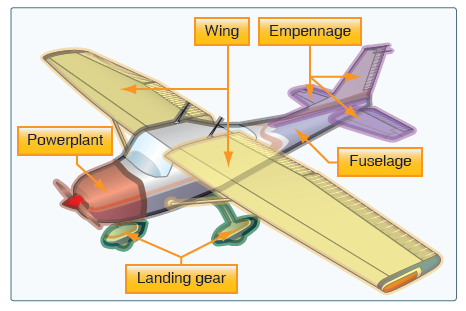 Wing
Empennage
Powerplant
Fuselage
Landing gear